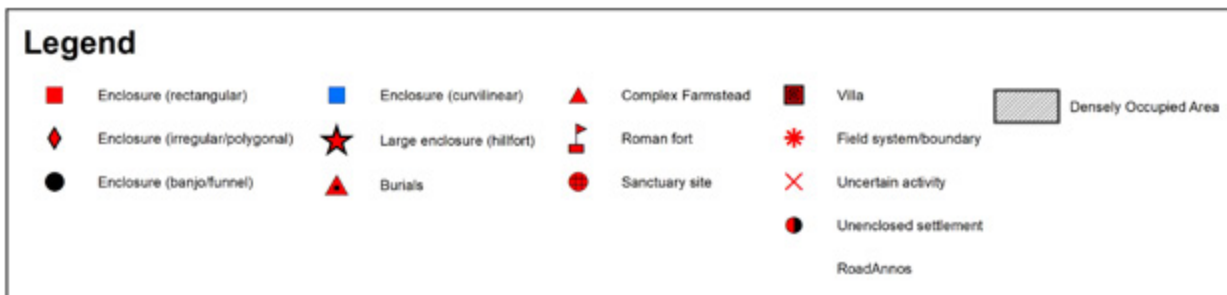 Legend
Enclosure (rectangular)
Enclosure (irregular/polygonal)
Enclosure (banjo/funnel)
Enclosure (curvilinear)
Large enclosure (hillfort)
Burials
Complex Farmstead
Roman fort
Sanctuary site
Villa
Field system/boundary
Uncertain activity
Unenclosed settlement
RoadAnnos
Densely Occupied Area